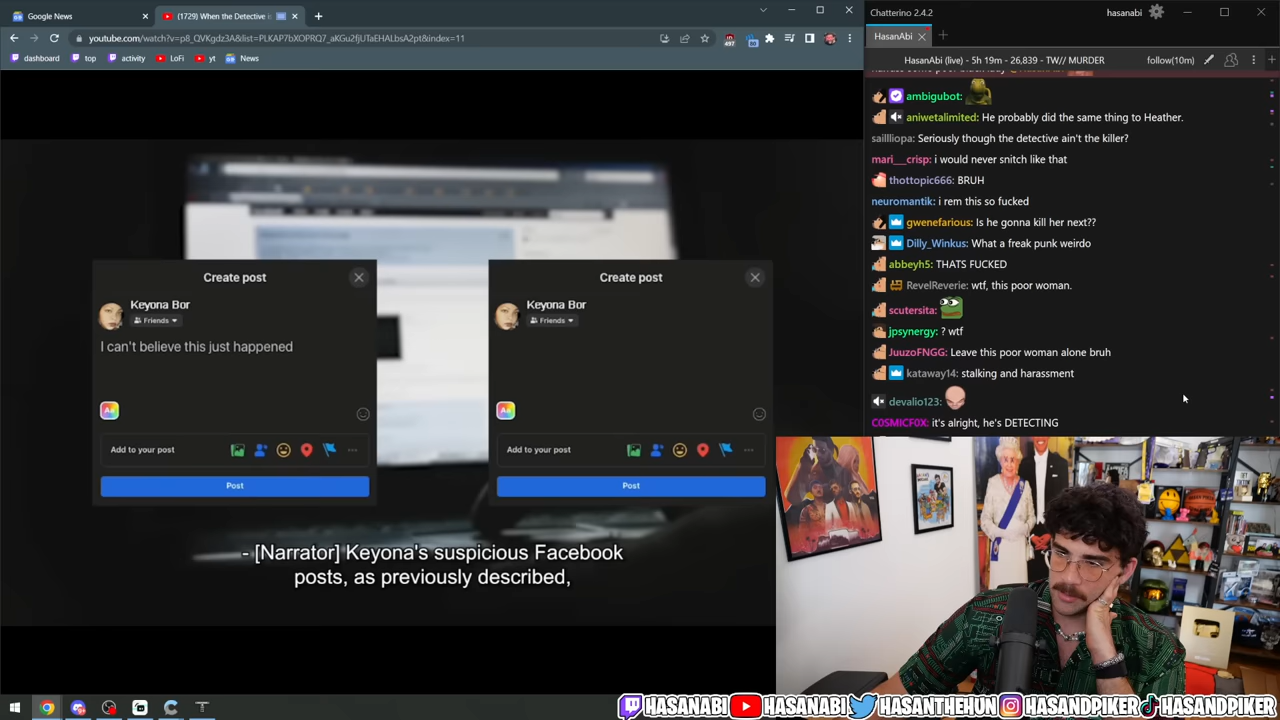 Google News
(1729) When the Detective i
youtube.com/watch?v=p8_QVKgdz3A&list=PLKAP7bXOPRQ7_aKGu2fjUTaEHALbsA2pt&index=11
dashboard
top
activity
LoFi
yt
News
497
60
Create post
Keyona Bor
Friends
I can't believe this just happened
Aa
Add to your post
Post
Create post
Keyona Bor
Friends
Aa
Add to your post
Post
- [Narrator] Keyona's suspicious Facebook
posts, as previously described,
Chatterino 2.4.2
hasanabi
HasanAbi
HasanAbi (live) - 5h 19m - 26,839 - TW// MURDER
follow(10m)
ambigubot:
aniwetalimited: He probably did the same thing to Heather.
saillliopa: Seriously though the detective ain't the killer?
mari___crisp: i would never snitch like that
thottopic666: BRUH
neuromantik: i rem this so fucked
gwenefarious: Is he gonna kill her next??
Dilly_Winkus: What a freak punk weirdo
abbeyh5: THATS FUCKED
RevelReverie: wtf, this poor woman.
scutersita:
jpsynergy: ? wtf
JuuzoFNGG: Leave this poor woman alone bruh
kataway14: stalking and harassment
devalio123:
C0SMICF0X: it's alright, he's DETECTING
HASANABI
HASANABI
HASANTHEHUN
HASANDPIKER
HASANDPIKER